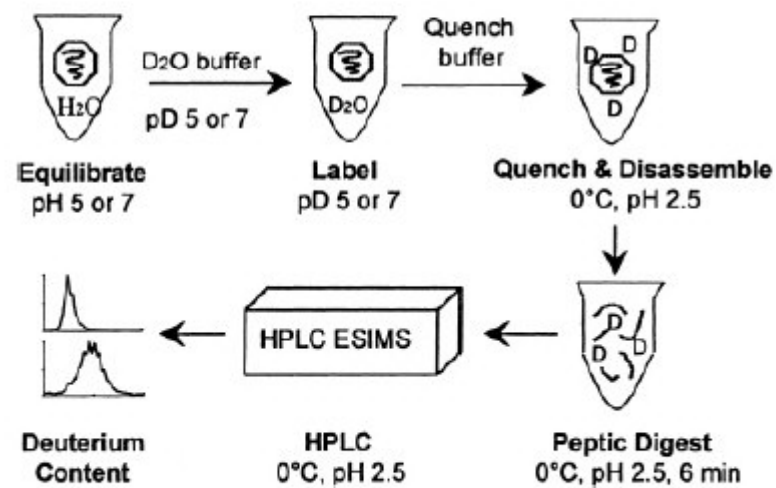 H2O
D2O buffer
pD 5 or 7
D2O
Quench
buffer
D
D
D
Equilibrate
pH 5 or 7
Label
pD 5 or 7
Quench & Disassemble
0°C, pH 2.5
HPLC ESIMS
D
D
D
Deuterium
Content
HPLC
0°C, pH 2.5
Peptic Digest
0°C, pH 2.5, 6 min